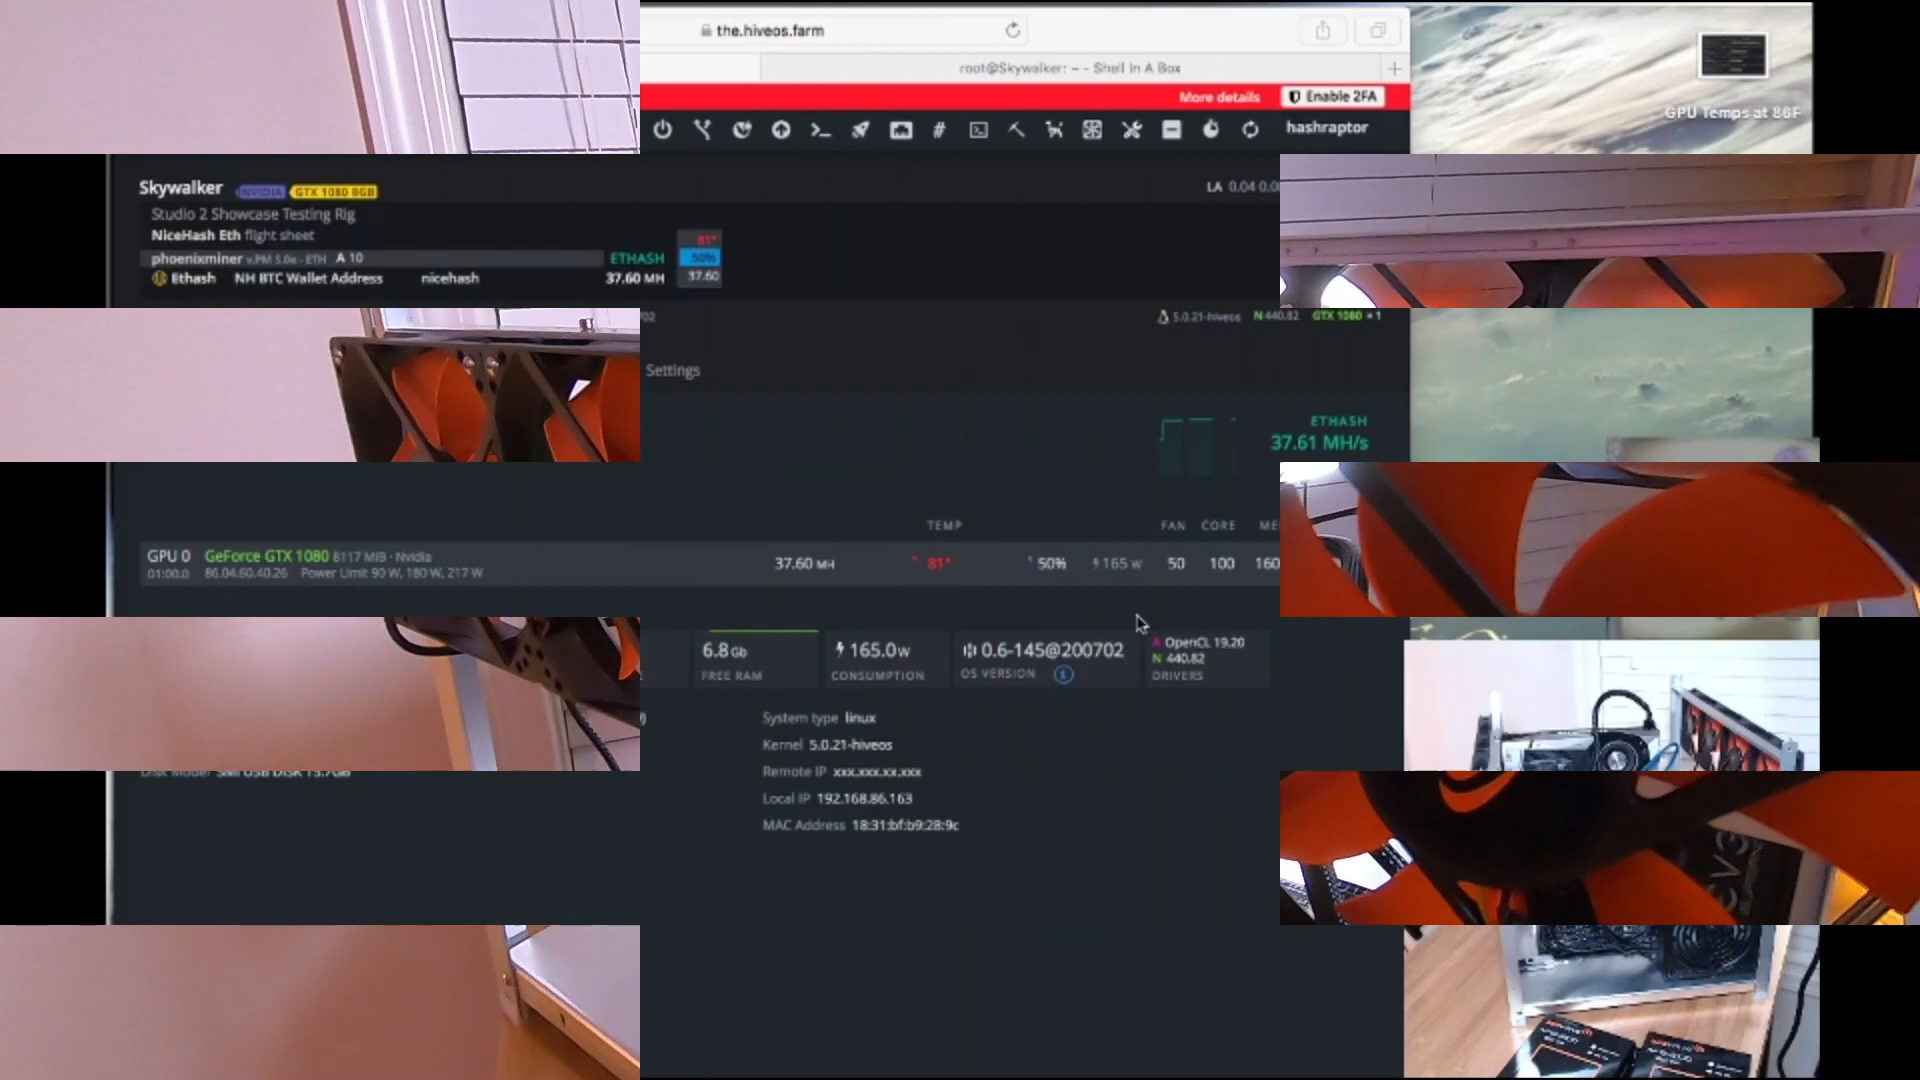 the.hiveos.farm
root@Skywalker: ~ - Shell In A Box
More details Enable 2FA
GPU Temps at 86F
hashraptor
Skywalker NVIDIA GTX 1080 8GB
LA 0.04
Studio 2 Showcase Testing Rig
NiceHash Eth flight sheet
81°
phoenixminer v.PM 5.0e - ETH A 10 ETHASH 50%
Ethash NH BTC Wallet Address nicehash 37.60 MH 37.60
5.0.21-hiveos N 440.82 GTX 1080 × 1
Settings
ETHASH
37.61 MH/s
TEMP FAN CORE
GPU 0 GeForce GTX 1080 8117 MiB · Nvidia 37.60 MH 81° 50% 165 W 50 100 160
01:00.0 86.04.60.40.26 Power Limit 90 W, 180 W, 217 W
6.8 Gb 165.0 W 0.6-145@200702 A OpenCL 19.20
N 440.82
FREE RAM CONSUMPTION OS VERSION 1 DRIVERS
System type linux
Kernel 5.0.21-hiveos
Remote IP xxx.xxx.xx.xxx
Local IP 192.168.86.163
MAC Address 18:31:bf:b9:28:9c